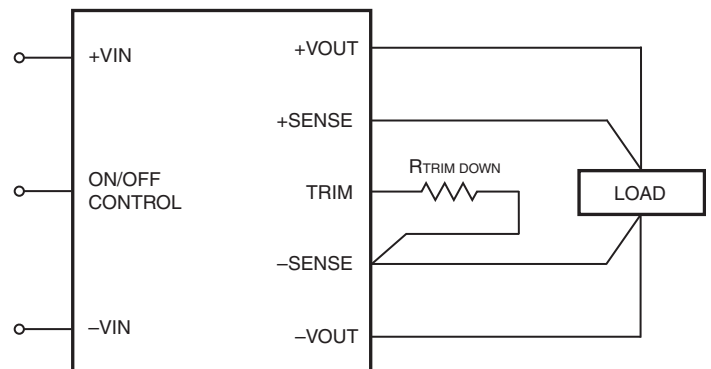 +VIN
+VOUT
+SENSE
RTRIM DOWN
ON/OFF
CONTROL
TRIM
LOAD
–SENSE
–VIN
–VOUT